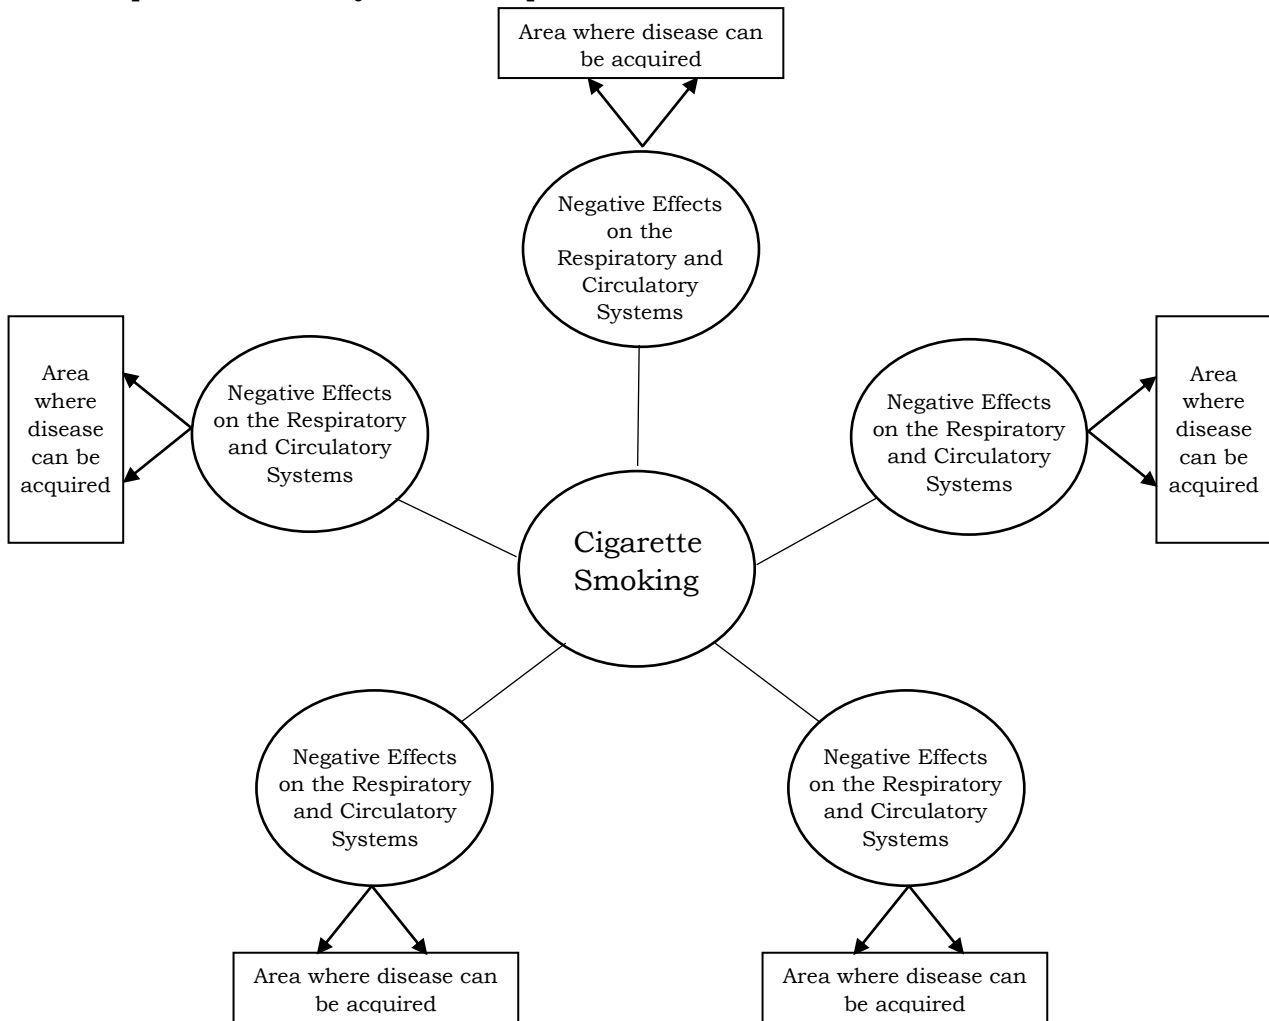 Area where disease can
be acquired
Negative Effects
on the
Respiratory and
Circulatory
Systems
Area
where
disease
can be
acquired
Negative Effects
on the Respiratory
and Circulatory
Systems
Negative Effects
on the Respiratory
and Circulatory
Systems
Area
where
disease
can be
acquired
Cigarette
Smoking
Negative Effects
on the Respiratory
and Circulatory
Systems
Negative Effects
on the Respiratory
and Circulatory
Systems
Area where disease can
be acquired
Area where disease can
be acquired